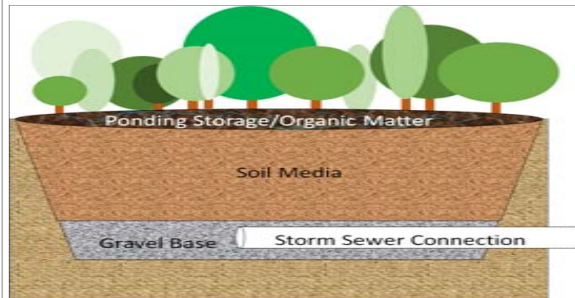 Ponding Storage/Organic Matter
Soil Media
Gravel Base
Storm Sewer Connection